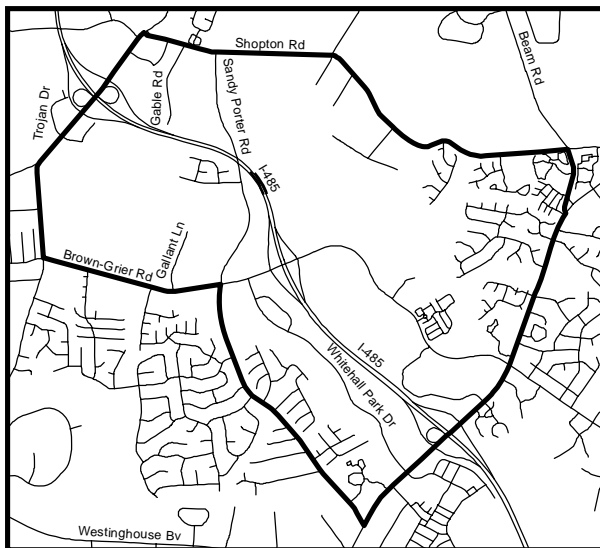 Shopton Rd
Beam Rd
Gable Rd
Sandy Porter Rd
Trojan Dr
I-485
Gallant Ln
Brown-Grier Rd
I-485
Whitehall Park Dr
Westinghouse Bv